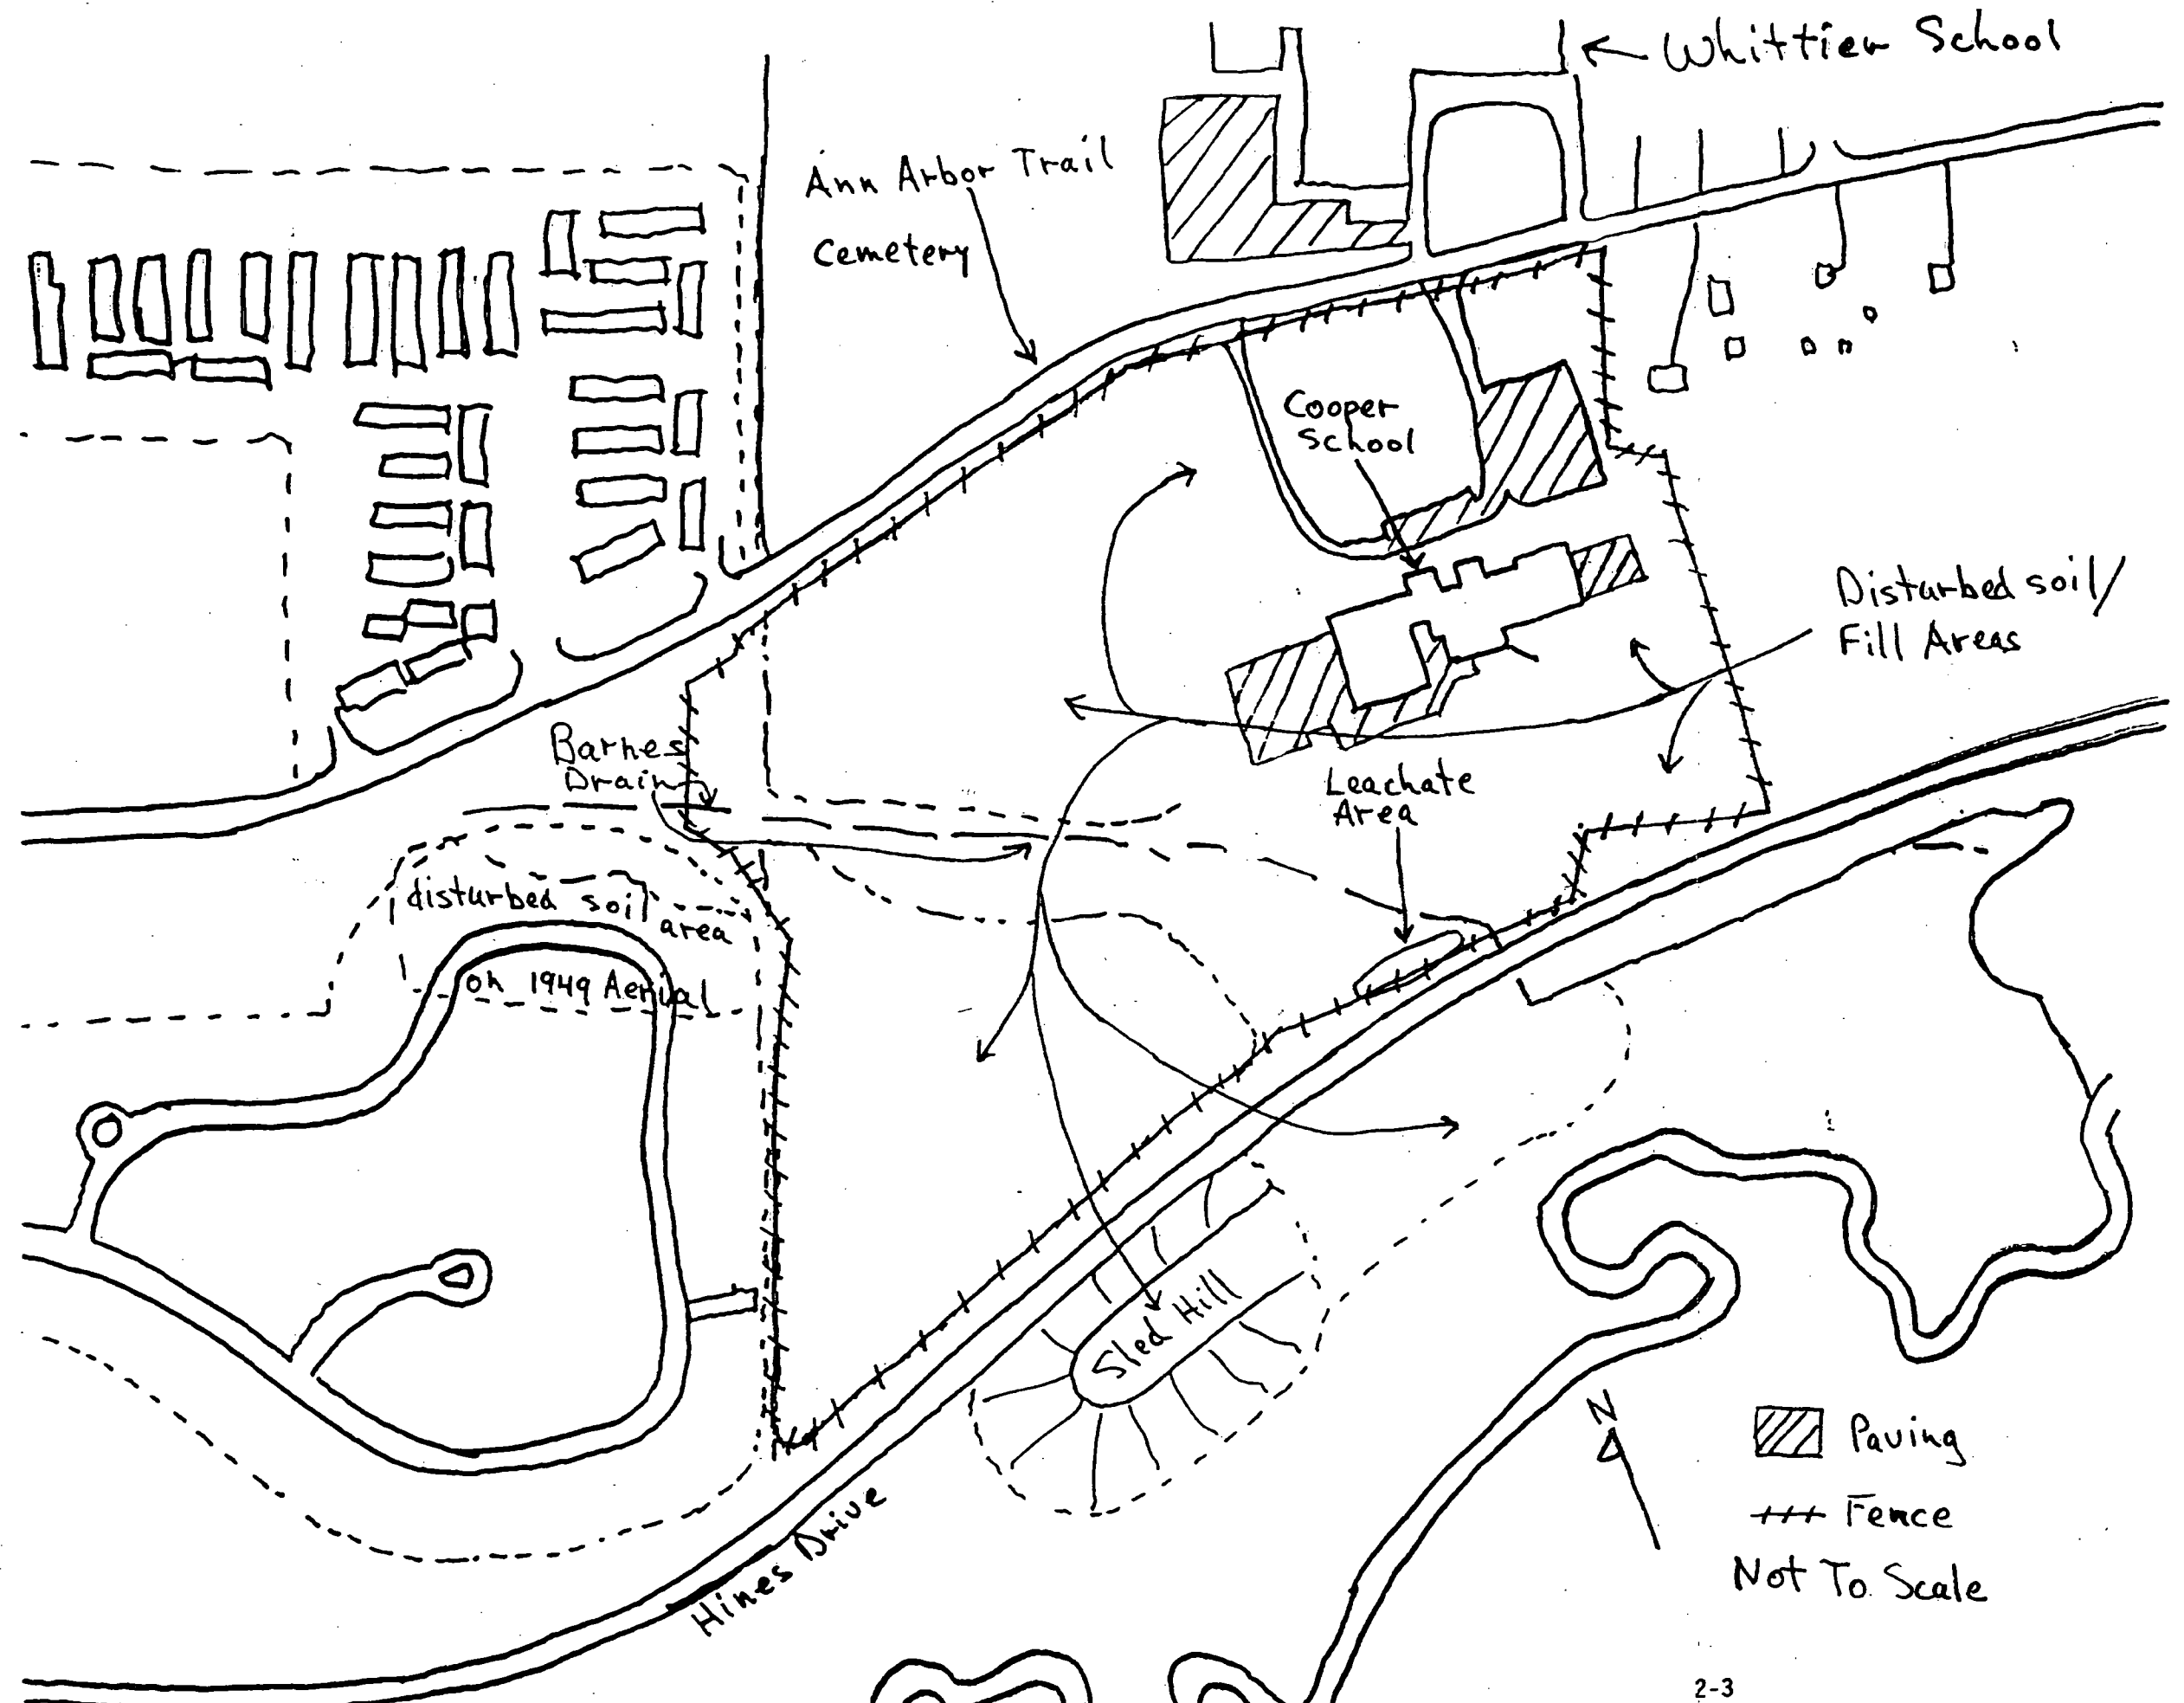 Whittier School
Ann Arbor Trail
Cemetery
Cooper
School
Disturbed soil/
Fill Areas
Barnes
Drain
Leachate
Area
disturbed soil
area
on 1949 Aerial
Sled Hill
Hines Drive
N
Paving
Fence
Not To Scale
2-3